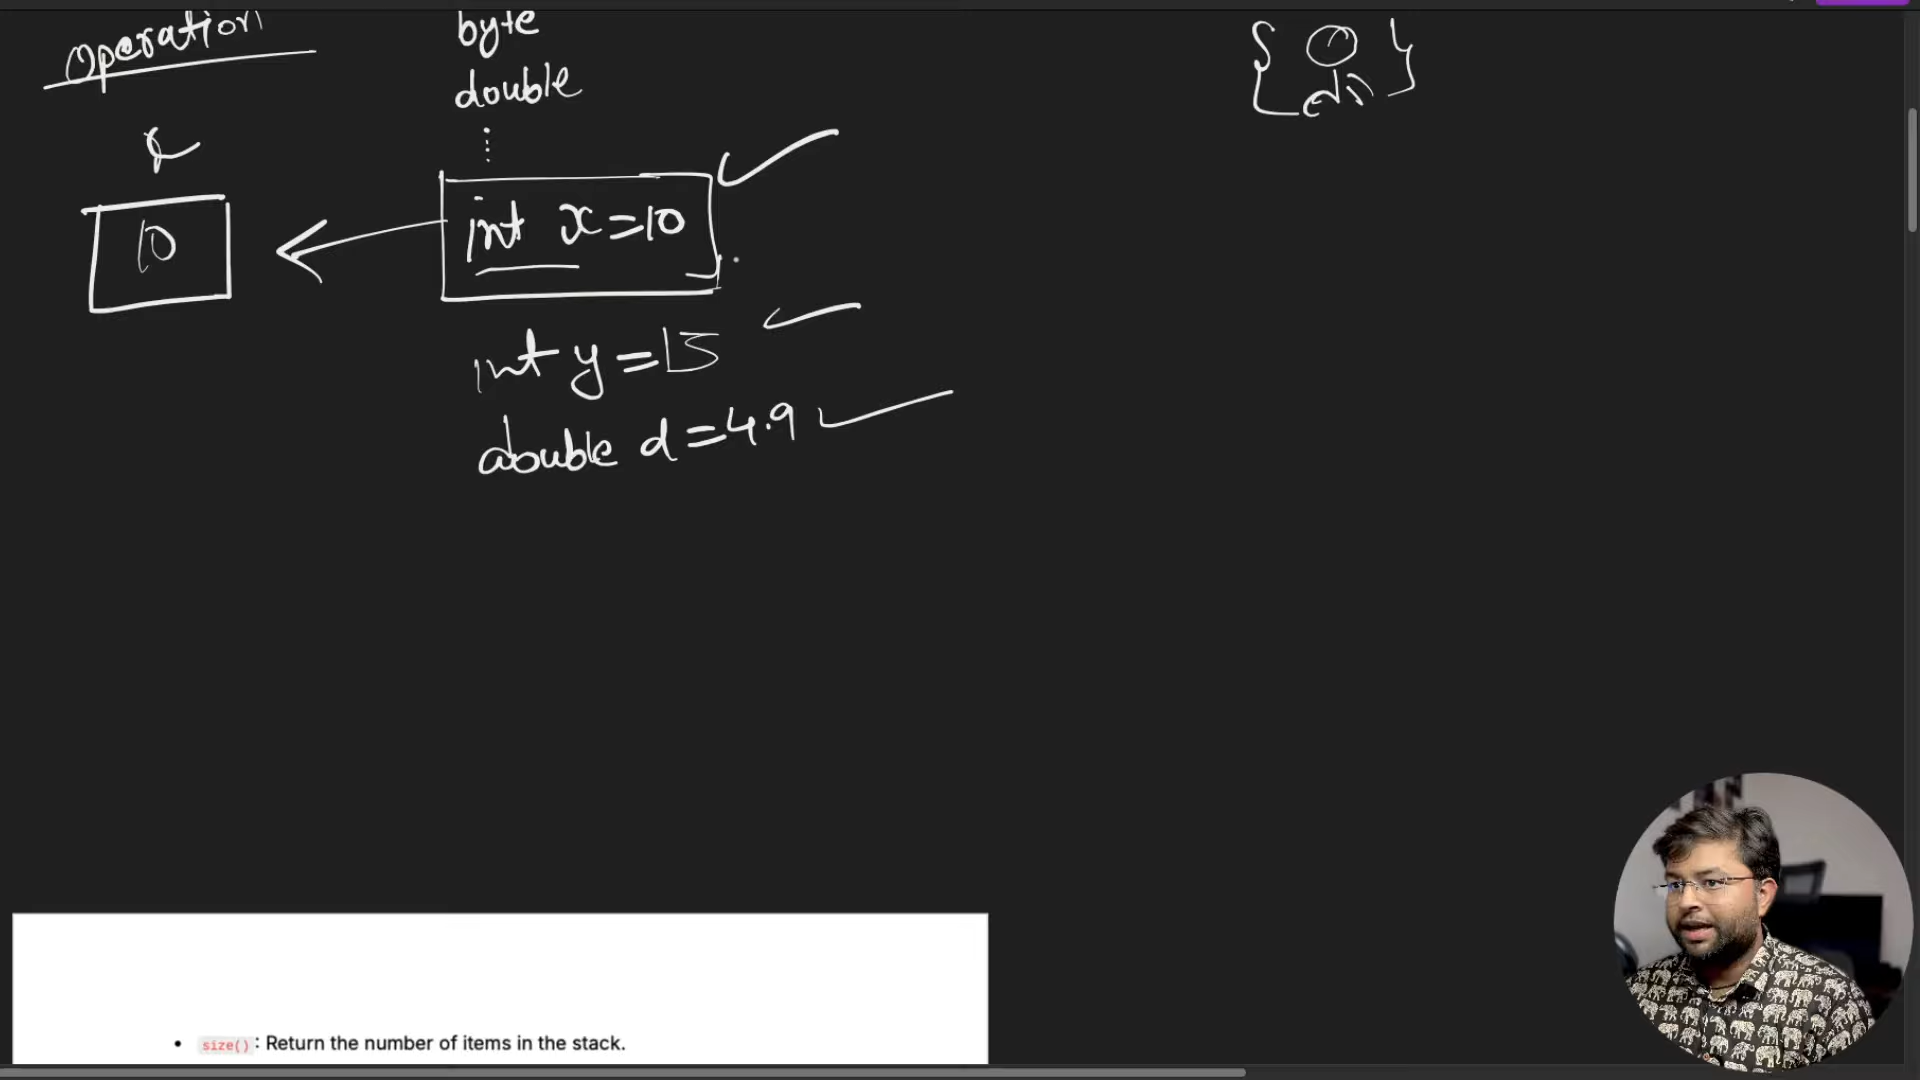 Operation
byte
double
x
10
int x=10
int y=15
double d=4.9
• size() : Return the number of items in the stack.